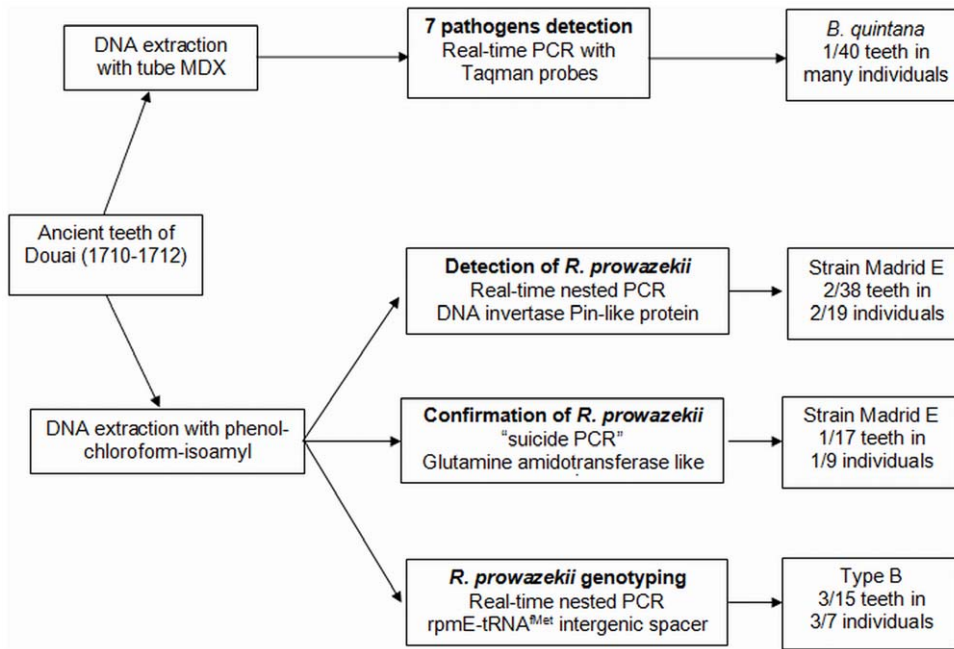 DNA extraction
with tube MDX
7 pathogens detection
Real-time PCR with
Taqman probes
B. quintana
1/40 teeth in
many individuals
Ancient teeth of
Douai (1710-1712)
Detection of R. prowazekii
Real-time nested PCR
DNA invertase Pin-like protein
Strain Madrid E
2/38 teeth in
2/19 individuals
DNA extraction with phenol-
chloroform-isoamyl
Confirmation of R. prowazekii
“suicide PCR”
Glutamine amidotransferase like
Strain Madrid E
1/17 teeth in
1/9 individuals
R. prowazekii genotyping
Real-time nested PCR
rpmE-tRNAfMet intergenic spacer
Type B
3/15 teeth in
3/7 individuals